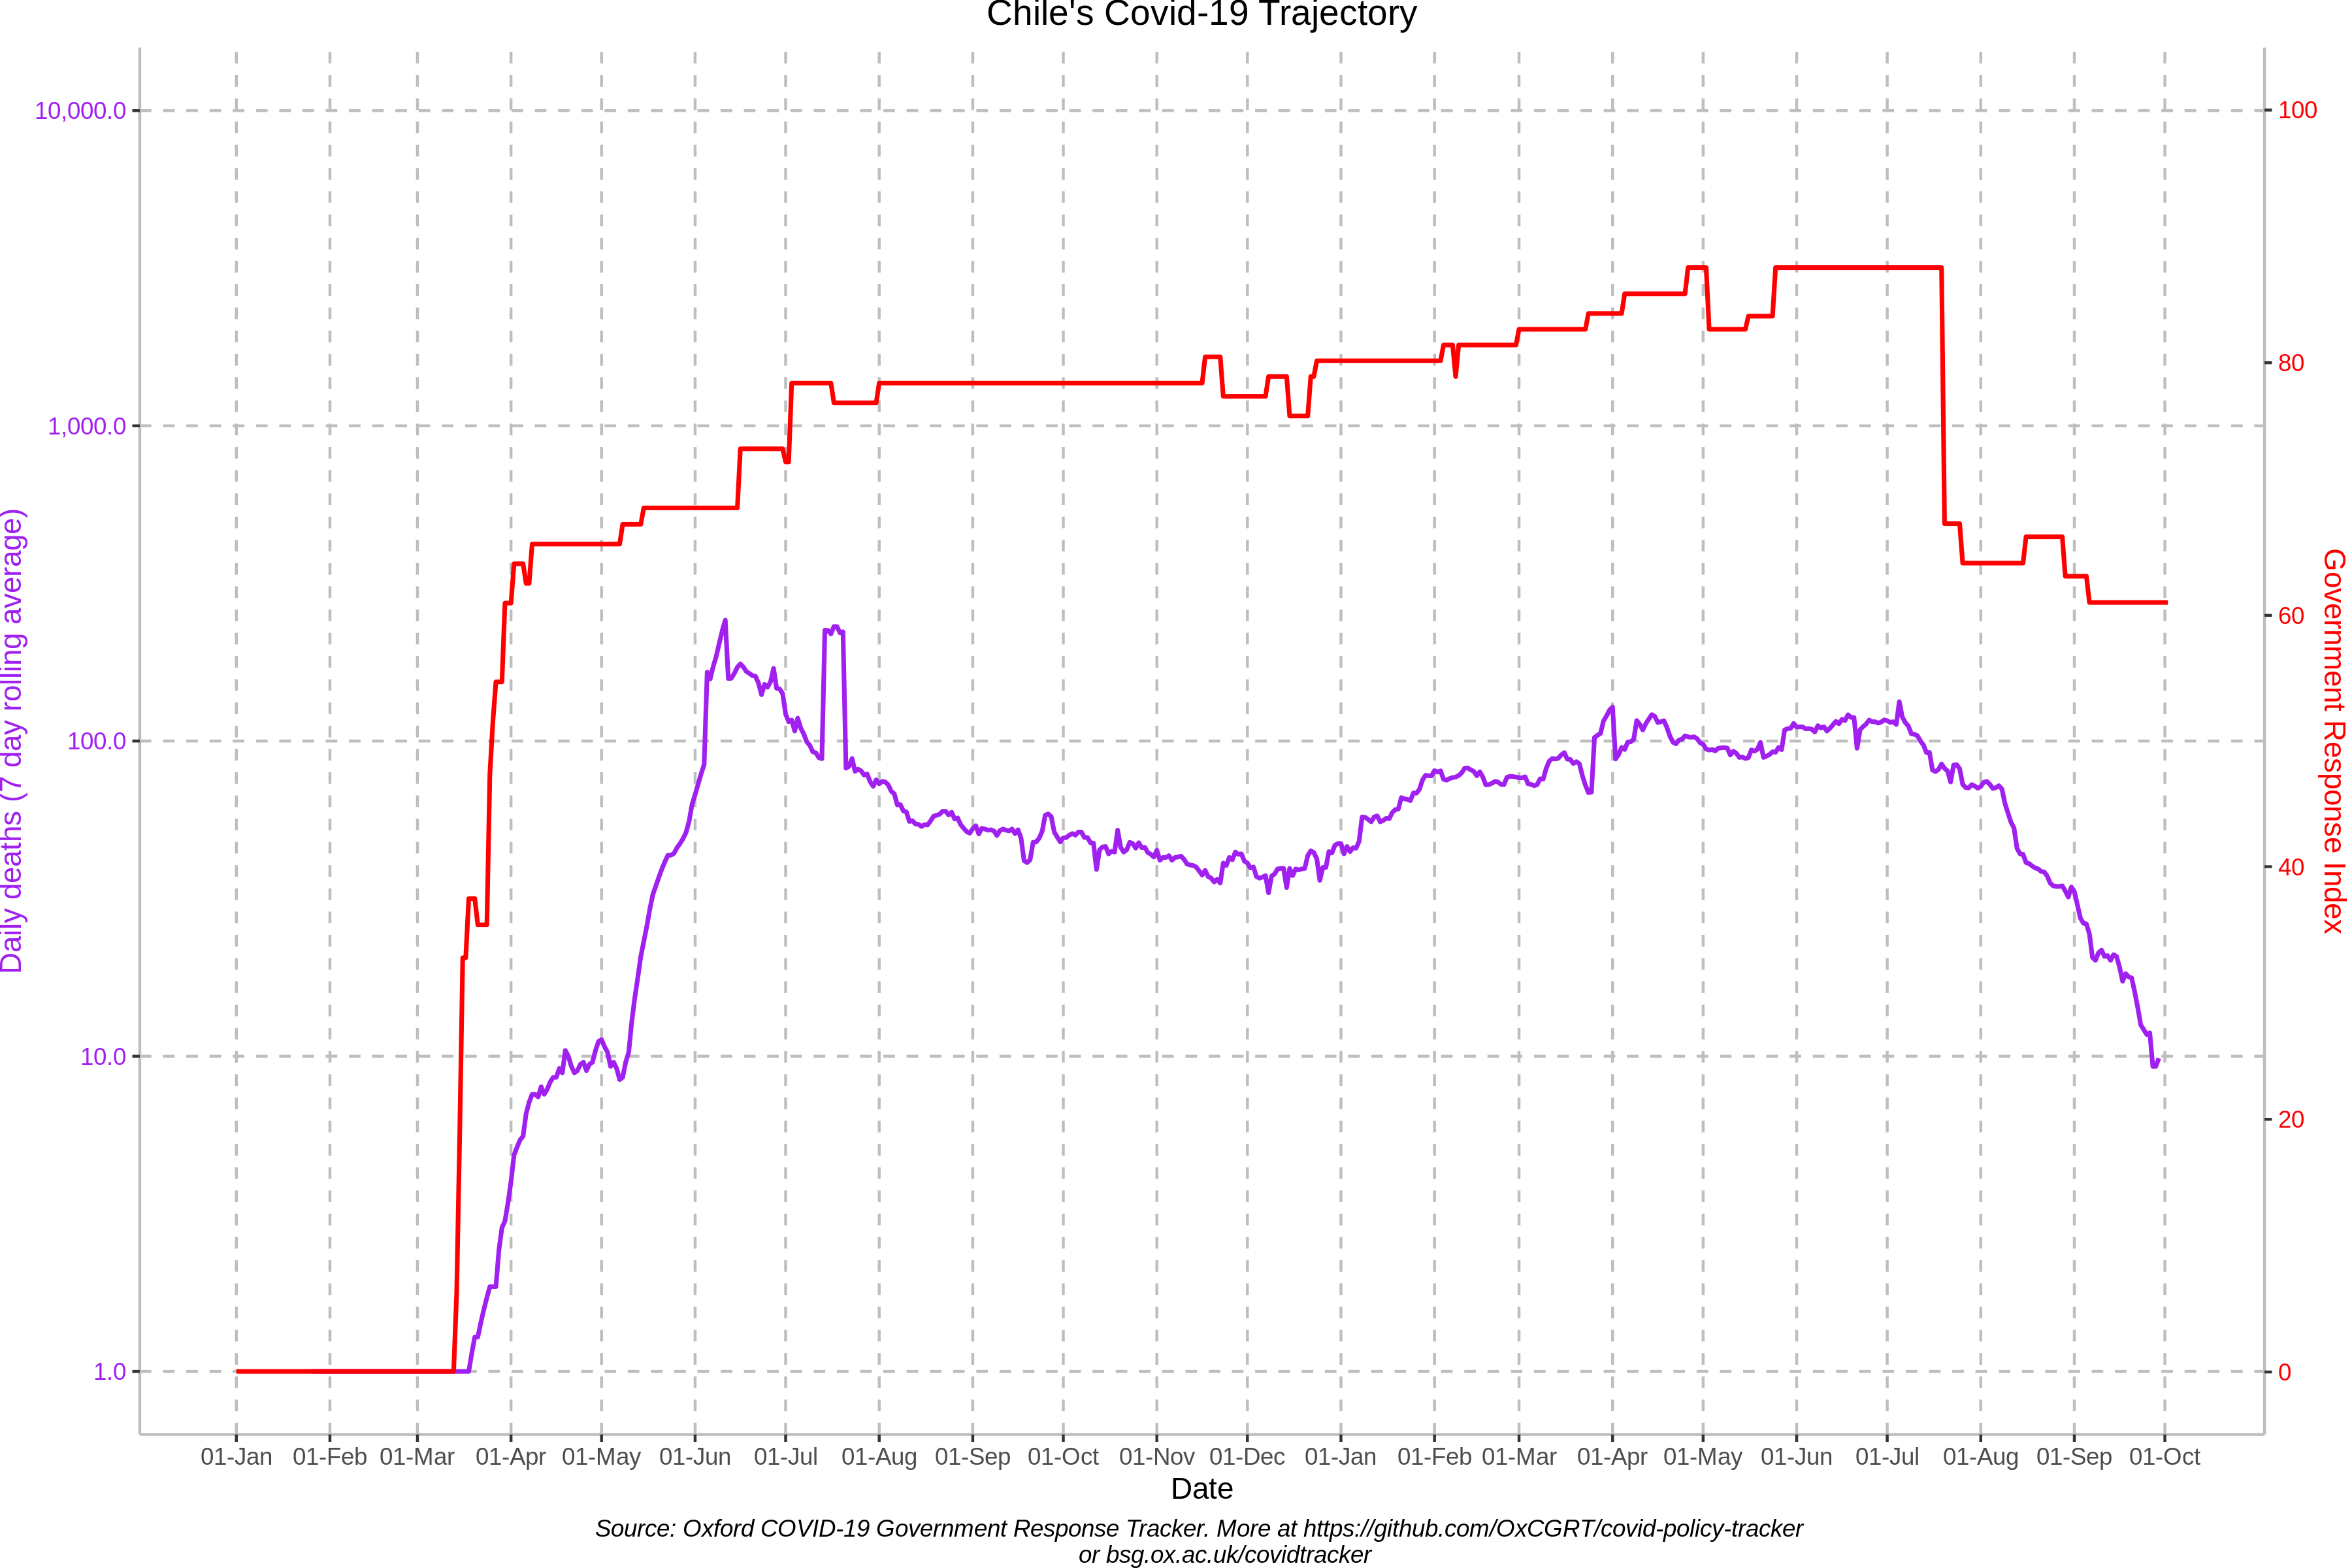 Chile's Covid-19 Trajectory
10,000.0
1,000.0
100.0
10.0
1.0
Daily deaths (7 day rolling average)
100
80
60
40
20
0
Government Response Index
01-Jan 01-Feb 01-Mar 01-Apr 01-May 01-Jun 01-Jul 01-Aug 01-Sep 01-Oct 01-Nov 01-Dec 01-Jan 01-Feb 01-Mar 01-Apr 01-May 01-Jun 01-Jul 01-Aug 01-Sep 01-Oct
Date
Source: Oxford COVID-19 Government Response Tracker. More at https://github.com/OxCGRT/covid-policy-tracker
or bsg.ox.ac.uk/covidtracker